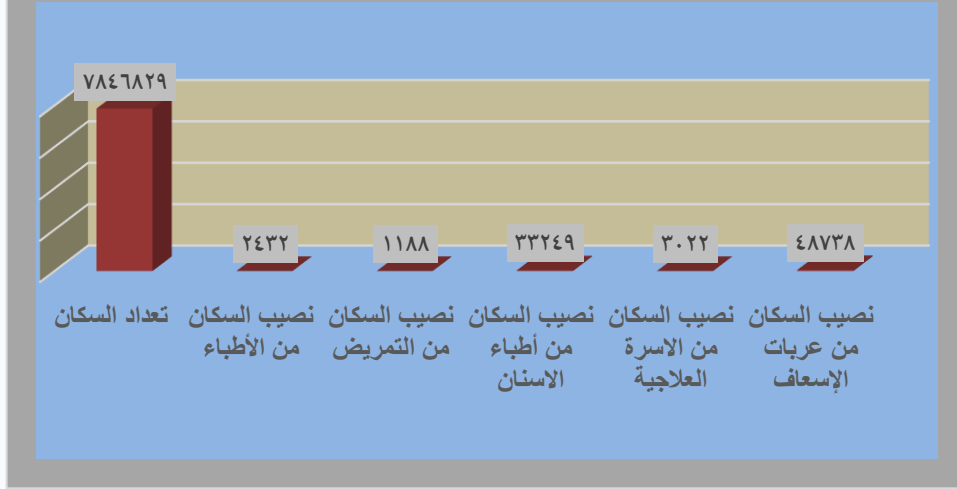 ٧٨٤٦٨٢٩
٢٤٣٢
١١٨٨
٣٣٢٤٩
٣٠٢٢
٤٨٧٣٨
تعداد السكان
نصيب السكان
من الأطباء
نصيب السكان
من التمريض
نصيب السكان
من أطباء
الاسنان
نصيب السكان
من الاسرة
العلاجية
نصيب السكان
من عربات
الإسعاف